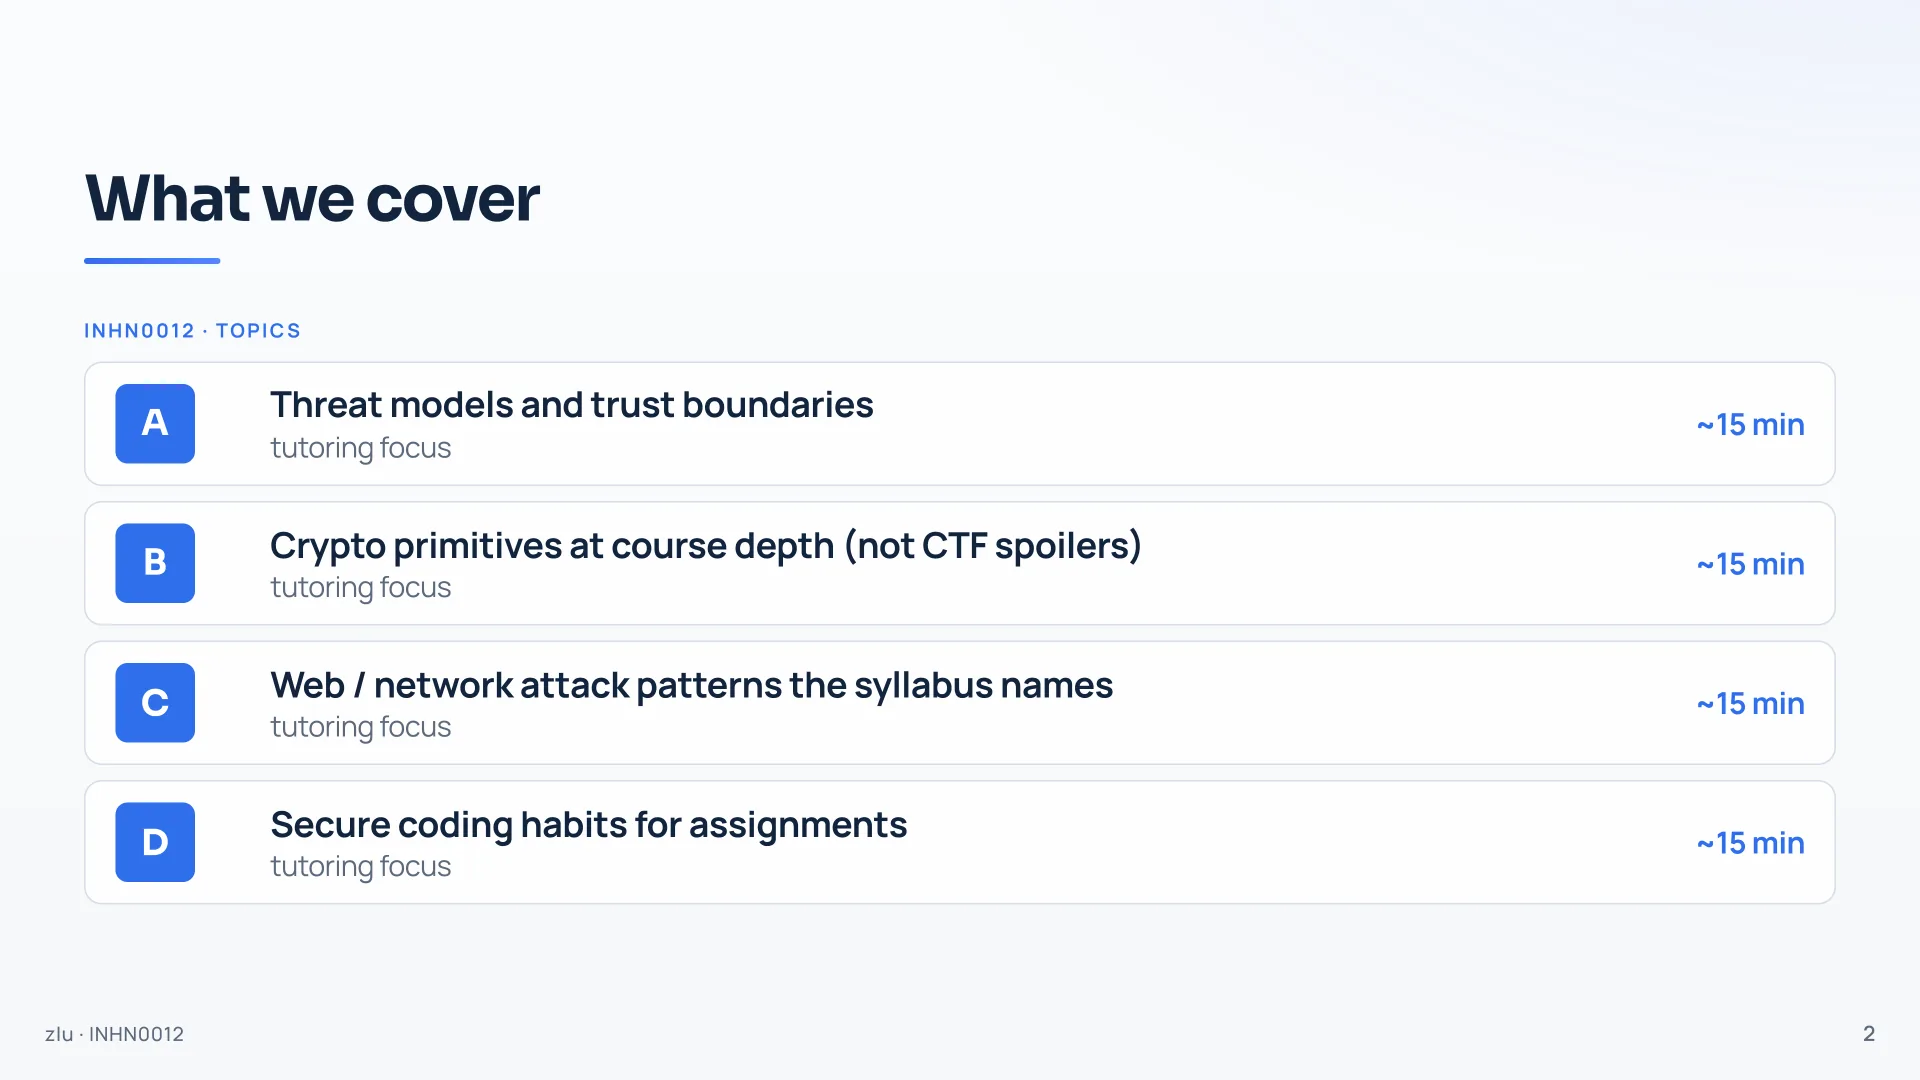 What we cover
INHN0012 · TOPICS
A
Threat models and trust boundaries
tutoring focus
~15 min
B
Crypto primitives at course depth (not CTF spoilers)
tutoring focus
~15 min
C
Web / network attack patterns the syllabus names
tutoring focus
~15 min
D
Secure coding habits for assignments
tutoring focus
~15 min
zlu · INHN0012
2